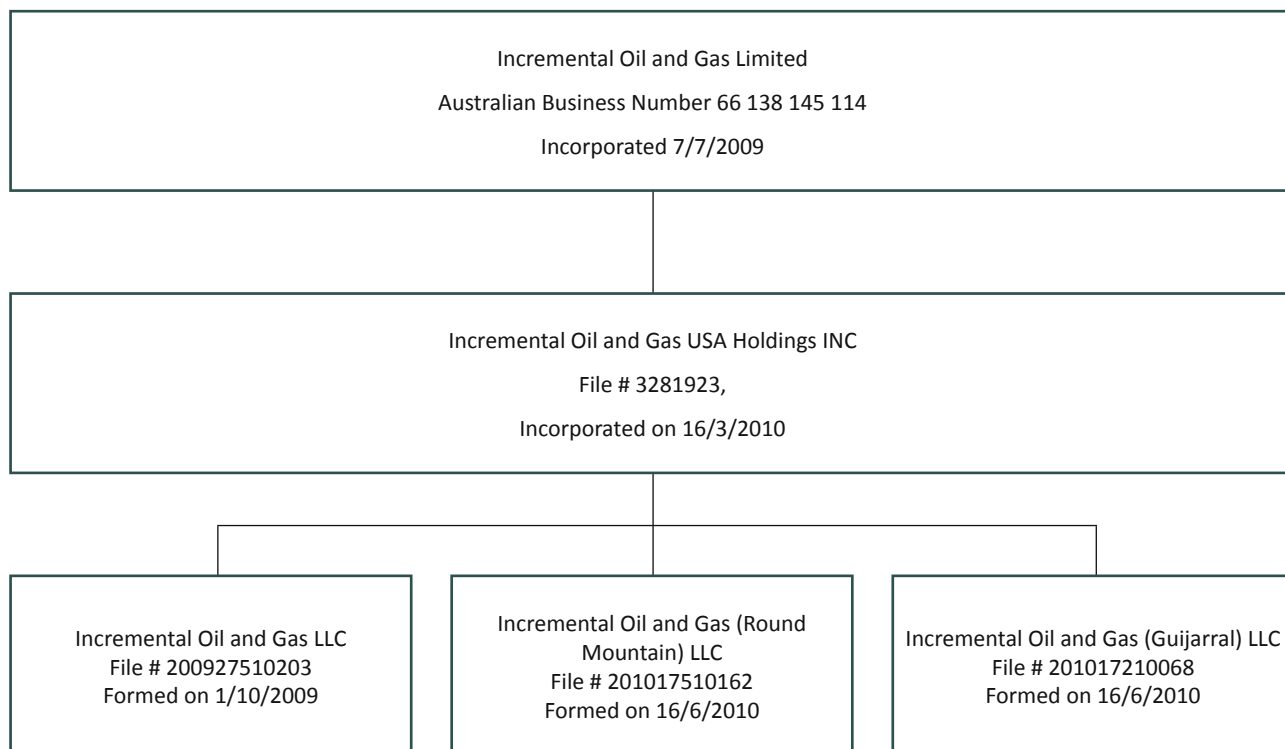 Incremental Oil and Gas Limited
Australian Business Number 66 138 145 114
Incorporated 7/7/2009
Incremental Oil and Gas USA Holdings INC
File # 3281923,
Incorporated on 16/3/2010
Incremental Oil and Gas LLC
File # 200927510203
Formed on 1/10/2009
Incremental Oil and Gas (Round
Mountain) LLC
File # 201017510162
Formed on 16/6/2010
Incremental Oil and Gas (Guijarral) LLC
File # 201017210068
Formed on 16/6/2010